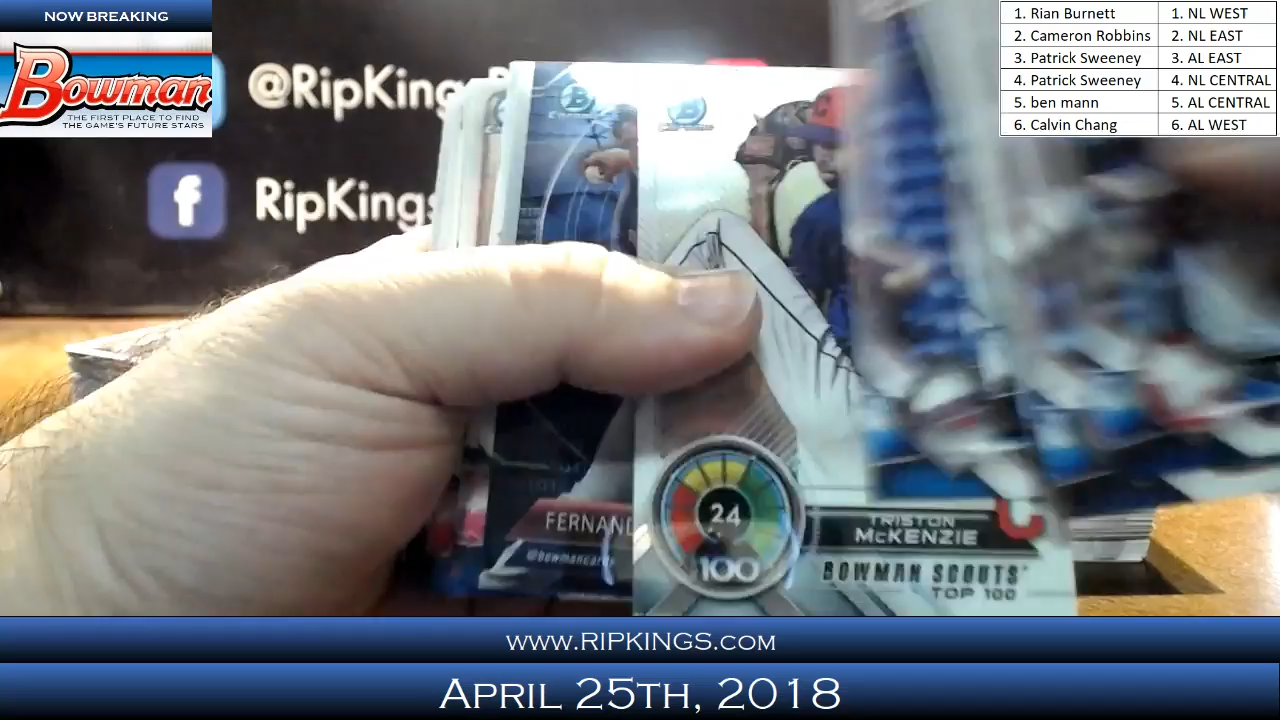 NOW BREAKING
Bowman
THE FIRST PLACE TO FIND
THE GAME'S FUTURE STARS
@RipKings
RipKings
1. Rian Burnett 1. NL WEST
2. Cameron Robbins 2. NL EAST
3. Patrick Sweeney 3. AL EAST
4. Patrick Sweeney 4. NL CENTRAL
5. ben mann 5. AL CENTRAL
6. Calvin Chang 6. AL WEST
FERNAND
@bowmancards
24
100
TRISTON
McKENZIE
BOWMAN SCOUTS'
TOP 100
WWW.RIPKINGS.COM
APRIL 25TH, 2018